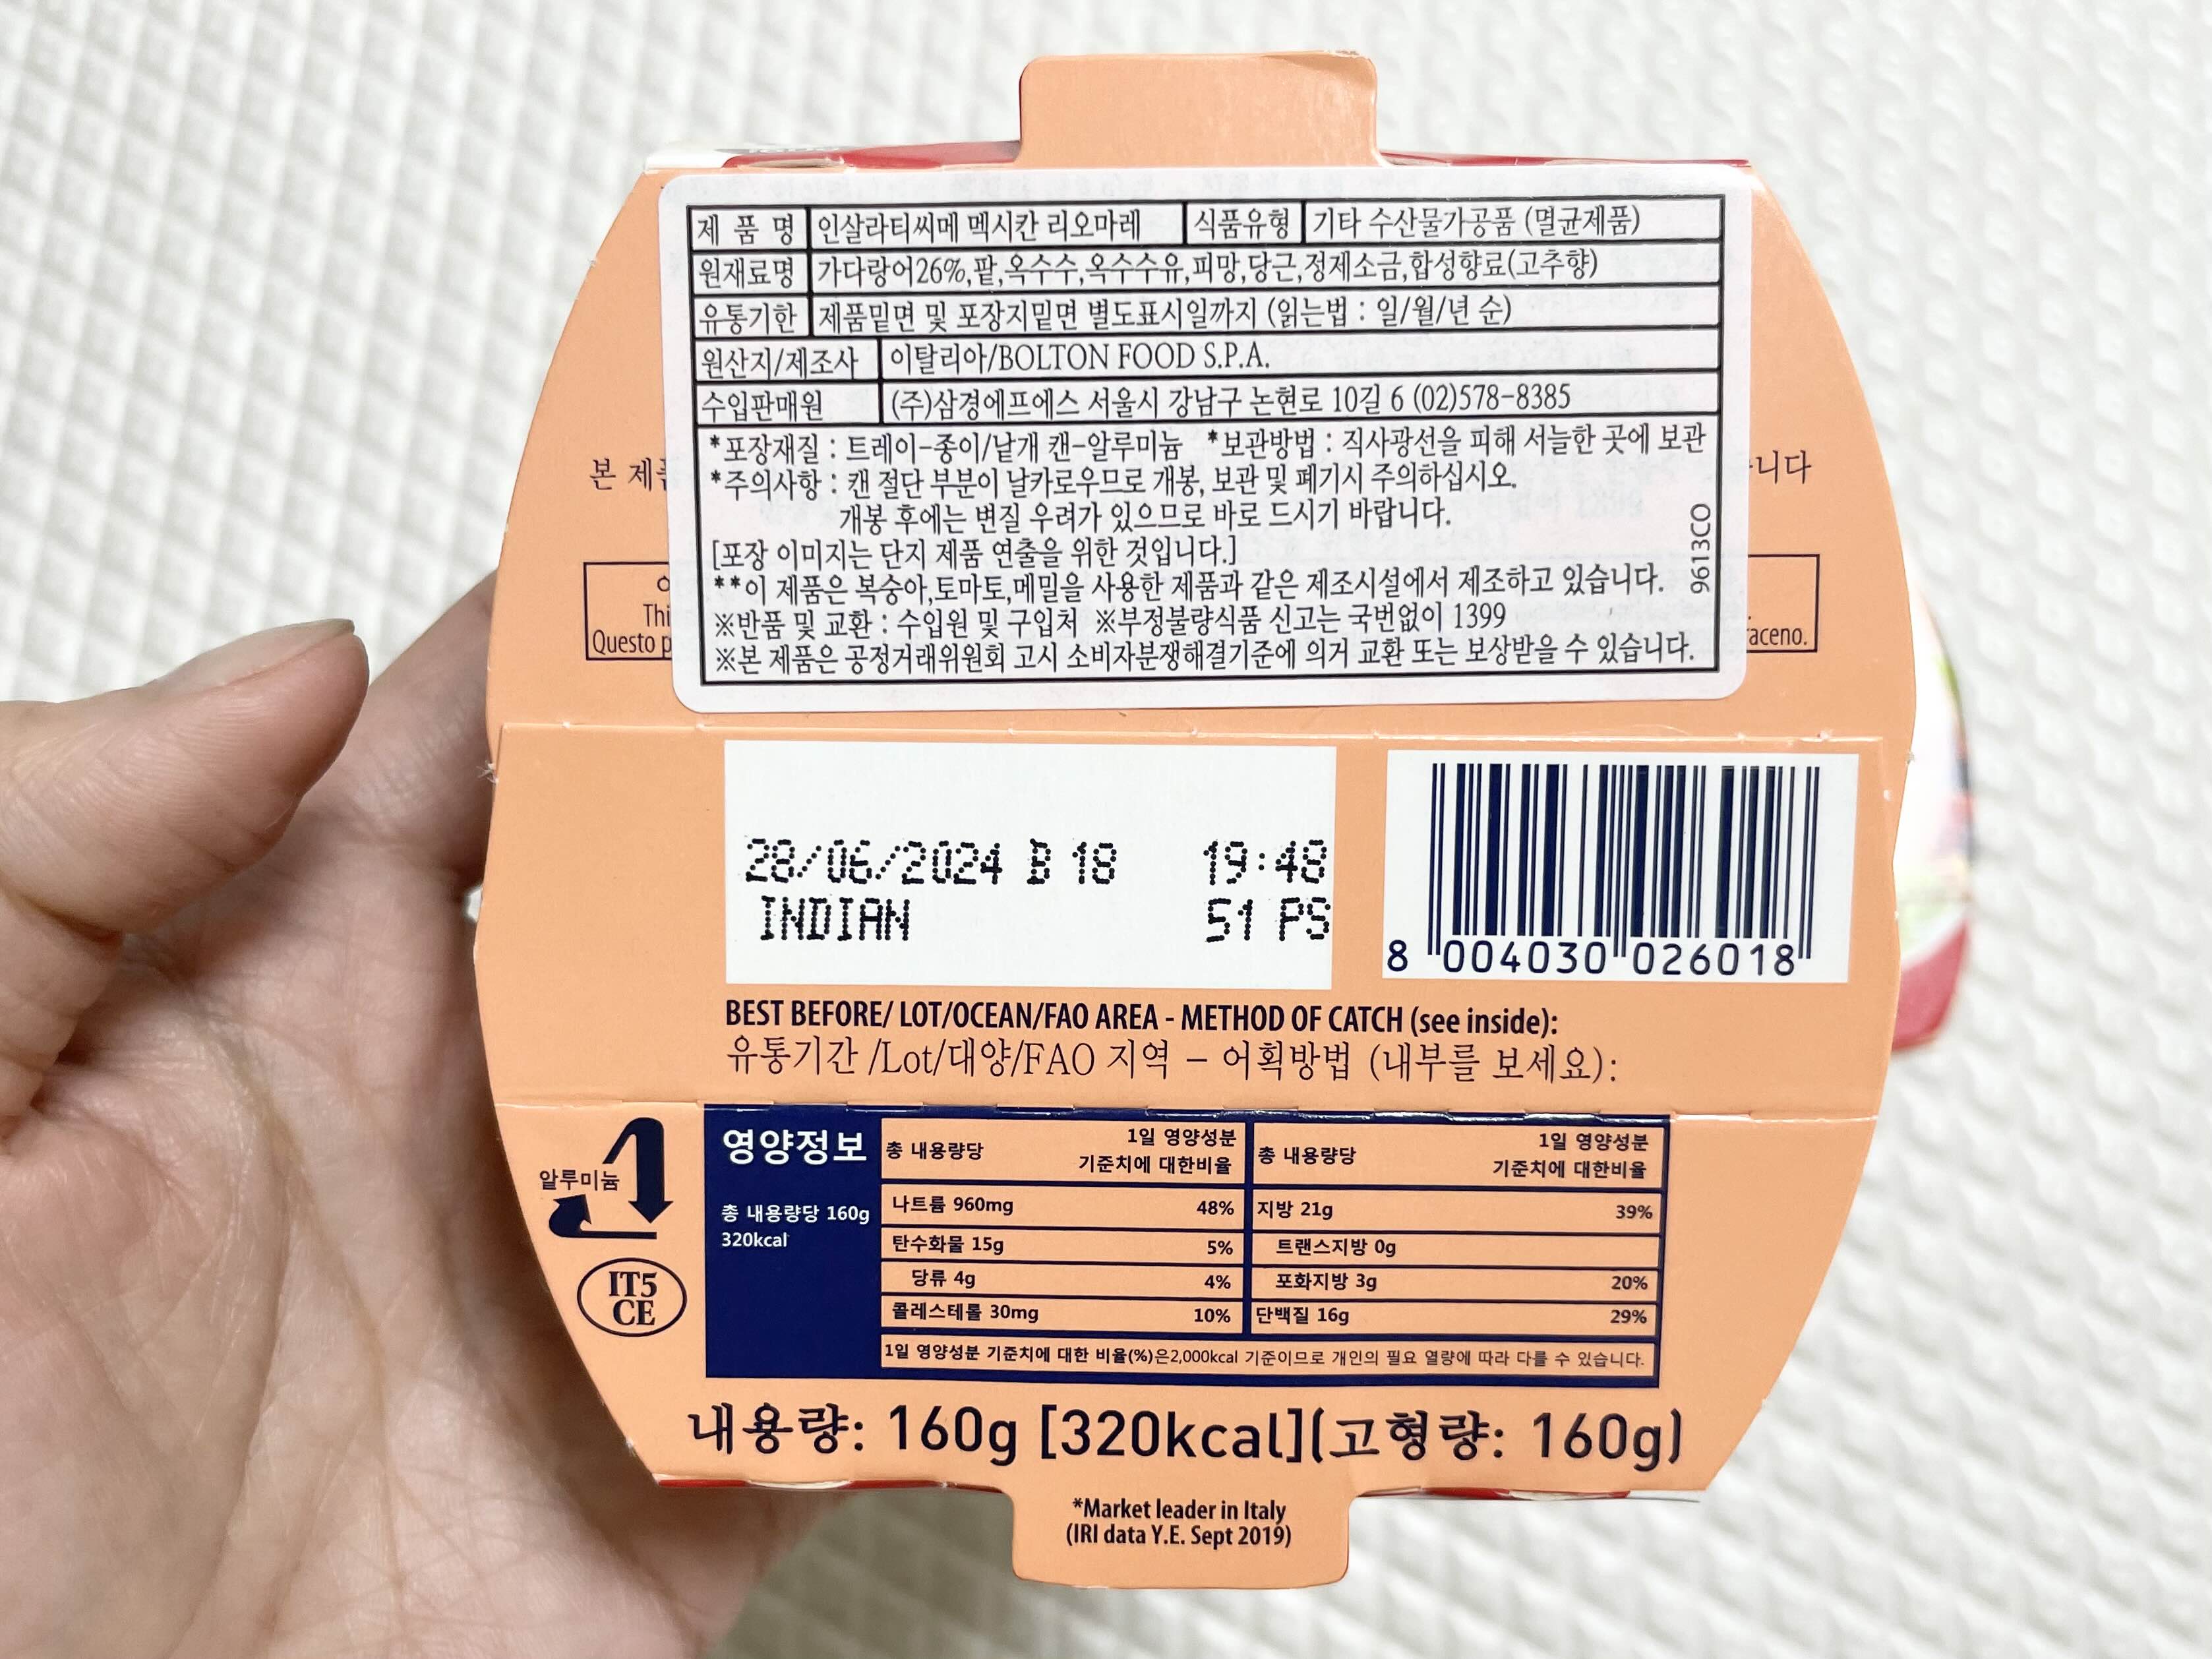 제 품 명 인살라티씨메 멕시칸 리오마레 식품유형 기타 수산물가공품 (멸균제품)
원재료명 가다랑어26%,팥,옥수수,옥수수유,피망,당근,정제소금,합성향료(고추향)
유통기한 제품밑면 및 포장지밑면 별도표시일까지 (읽는법 : 일/월/년 순)
원산지/제조사 이탈리아/BOLTON FOOD S.P.A.
수입판매원 (주)삼경에프에스 서울시 강남구 논현로 10길 6 (02)578-8385
*포장재질 : 트레이-종이/낱개 캔-알루미늄 *보관방법 : 직사광선을 피해 서늘한 곳에 보관
*주의사항 : 캔 절단 부분이 날카로우므로 개봉, 보관 및 폐기시 주의하십시오.
개봉 후에는 변질 우려가 있으므로 바로 드시기 바랍니다.
[포장 이미지는 단지 제품 연출을 위한 것입니다.]
**이 제품은 복숭아,토마토,메밀을 사용한 제품과 같은 제조시설에서 제조하고 있습니다.
※반품 및 교환 : 수입원 및 구입처 ※부정불량식품 신고는 국번없이 1399
※본 제품은 공정거래위원회 고시 소비자분쟁해결기준에 의거 교환 또는 보상받을 수 있습니다.
9613CO
본
니다
Questo
28/06/2024 B 18 19:48
INDIAN 51 PS
8 004030 026018
BEST BEFORE/ LOT/OCEAN/FAO AREA - METHOD OF CATCH (see inside):
유통기간 /Lot/대양/FAO 지역 – 어획방법 (내부를 보세요):
알루미늄
IT5
CE
영양정보
총 내용량당 160g
320kcal
총 내용량당 1일 영양성분 기준치에 대한비율 총 내용량당 1일 영양성분 기준치에 대한비율
나트륨 960mg 48% 지방 21g 39%
탄수화물 15g 5% 트랜스지방 0g
당류 4g 4% 포화지방 3g 20%
콜레스테롤 30mg 10% 단백질 16g 29%
1일 영양성분 기준치에 대한 비율(%)은2,000kcal 기준이므로 개인의 필요 열량에 따라 다를 수 있습니다.
내용량: 160g [320kcal](고형량: 160g)
*Market leader in Italy
(IRI data Y.E. Sept 2019)